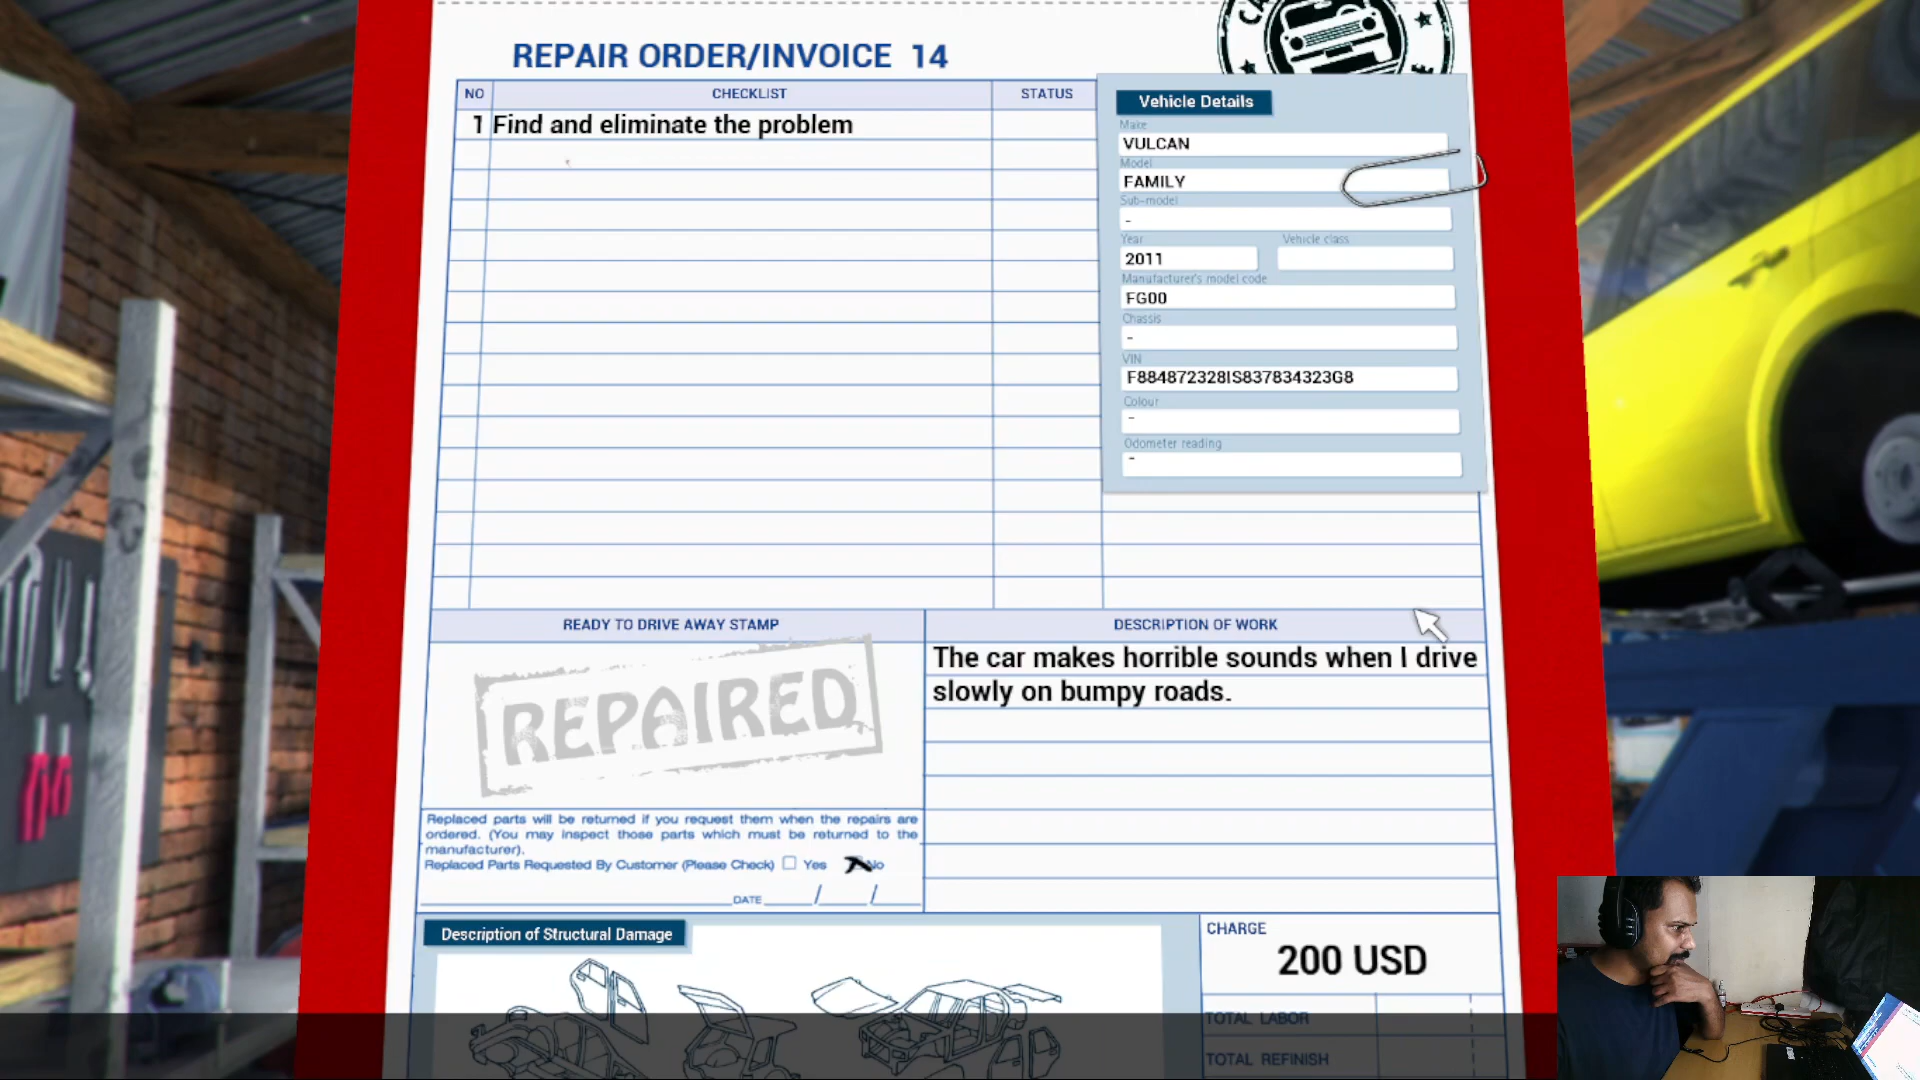 REPAIR ORDER/INVOICE 14
NO CHECKLIST STATUS
1 Find and eliminate the problem
Vehicle Details
Make
VULCAN
Model
FAMILY
Sub-model
-
Year Vehicle class
2011
Manufacturer's model code
FG00
Chassis
-
VIN
F884872328IS837834323G8
Colour
-
Odometer reading
-
READY TO DRIVE AWAY STAMP
REPAIRED
DESCRIPTION OF WORK
The car makes horrible sounds when I drive
slowly on bumpy roads.
Replaced parts will be returned if you request them when the repairs are
ordered. (You may inspect those parts which must be returned to the
manufacturer).
Replaced Parts Requested By Customer (Please Check) Yes No
DATE / /
Description of Structural Damage
CHARGE
200 USD
TOTAL LABOR
TOTAL REFINISH